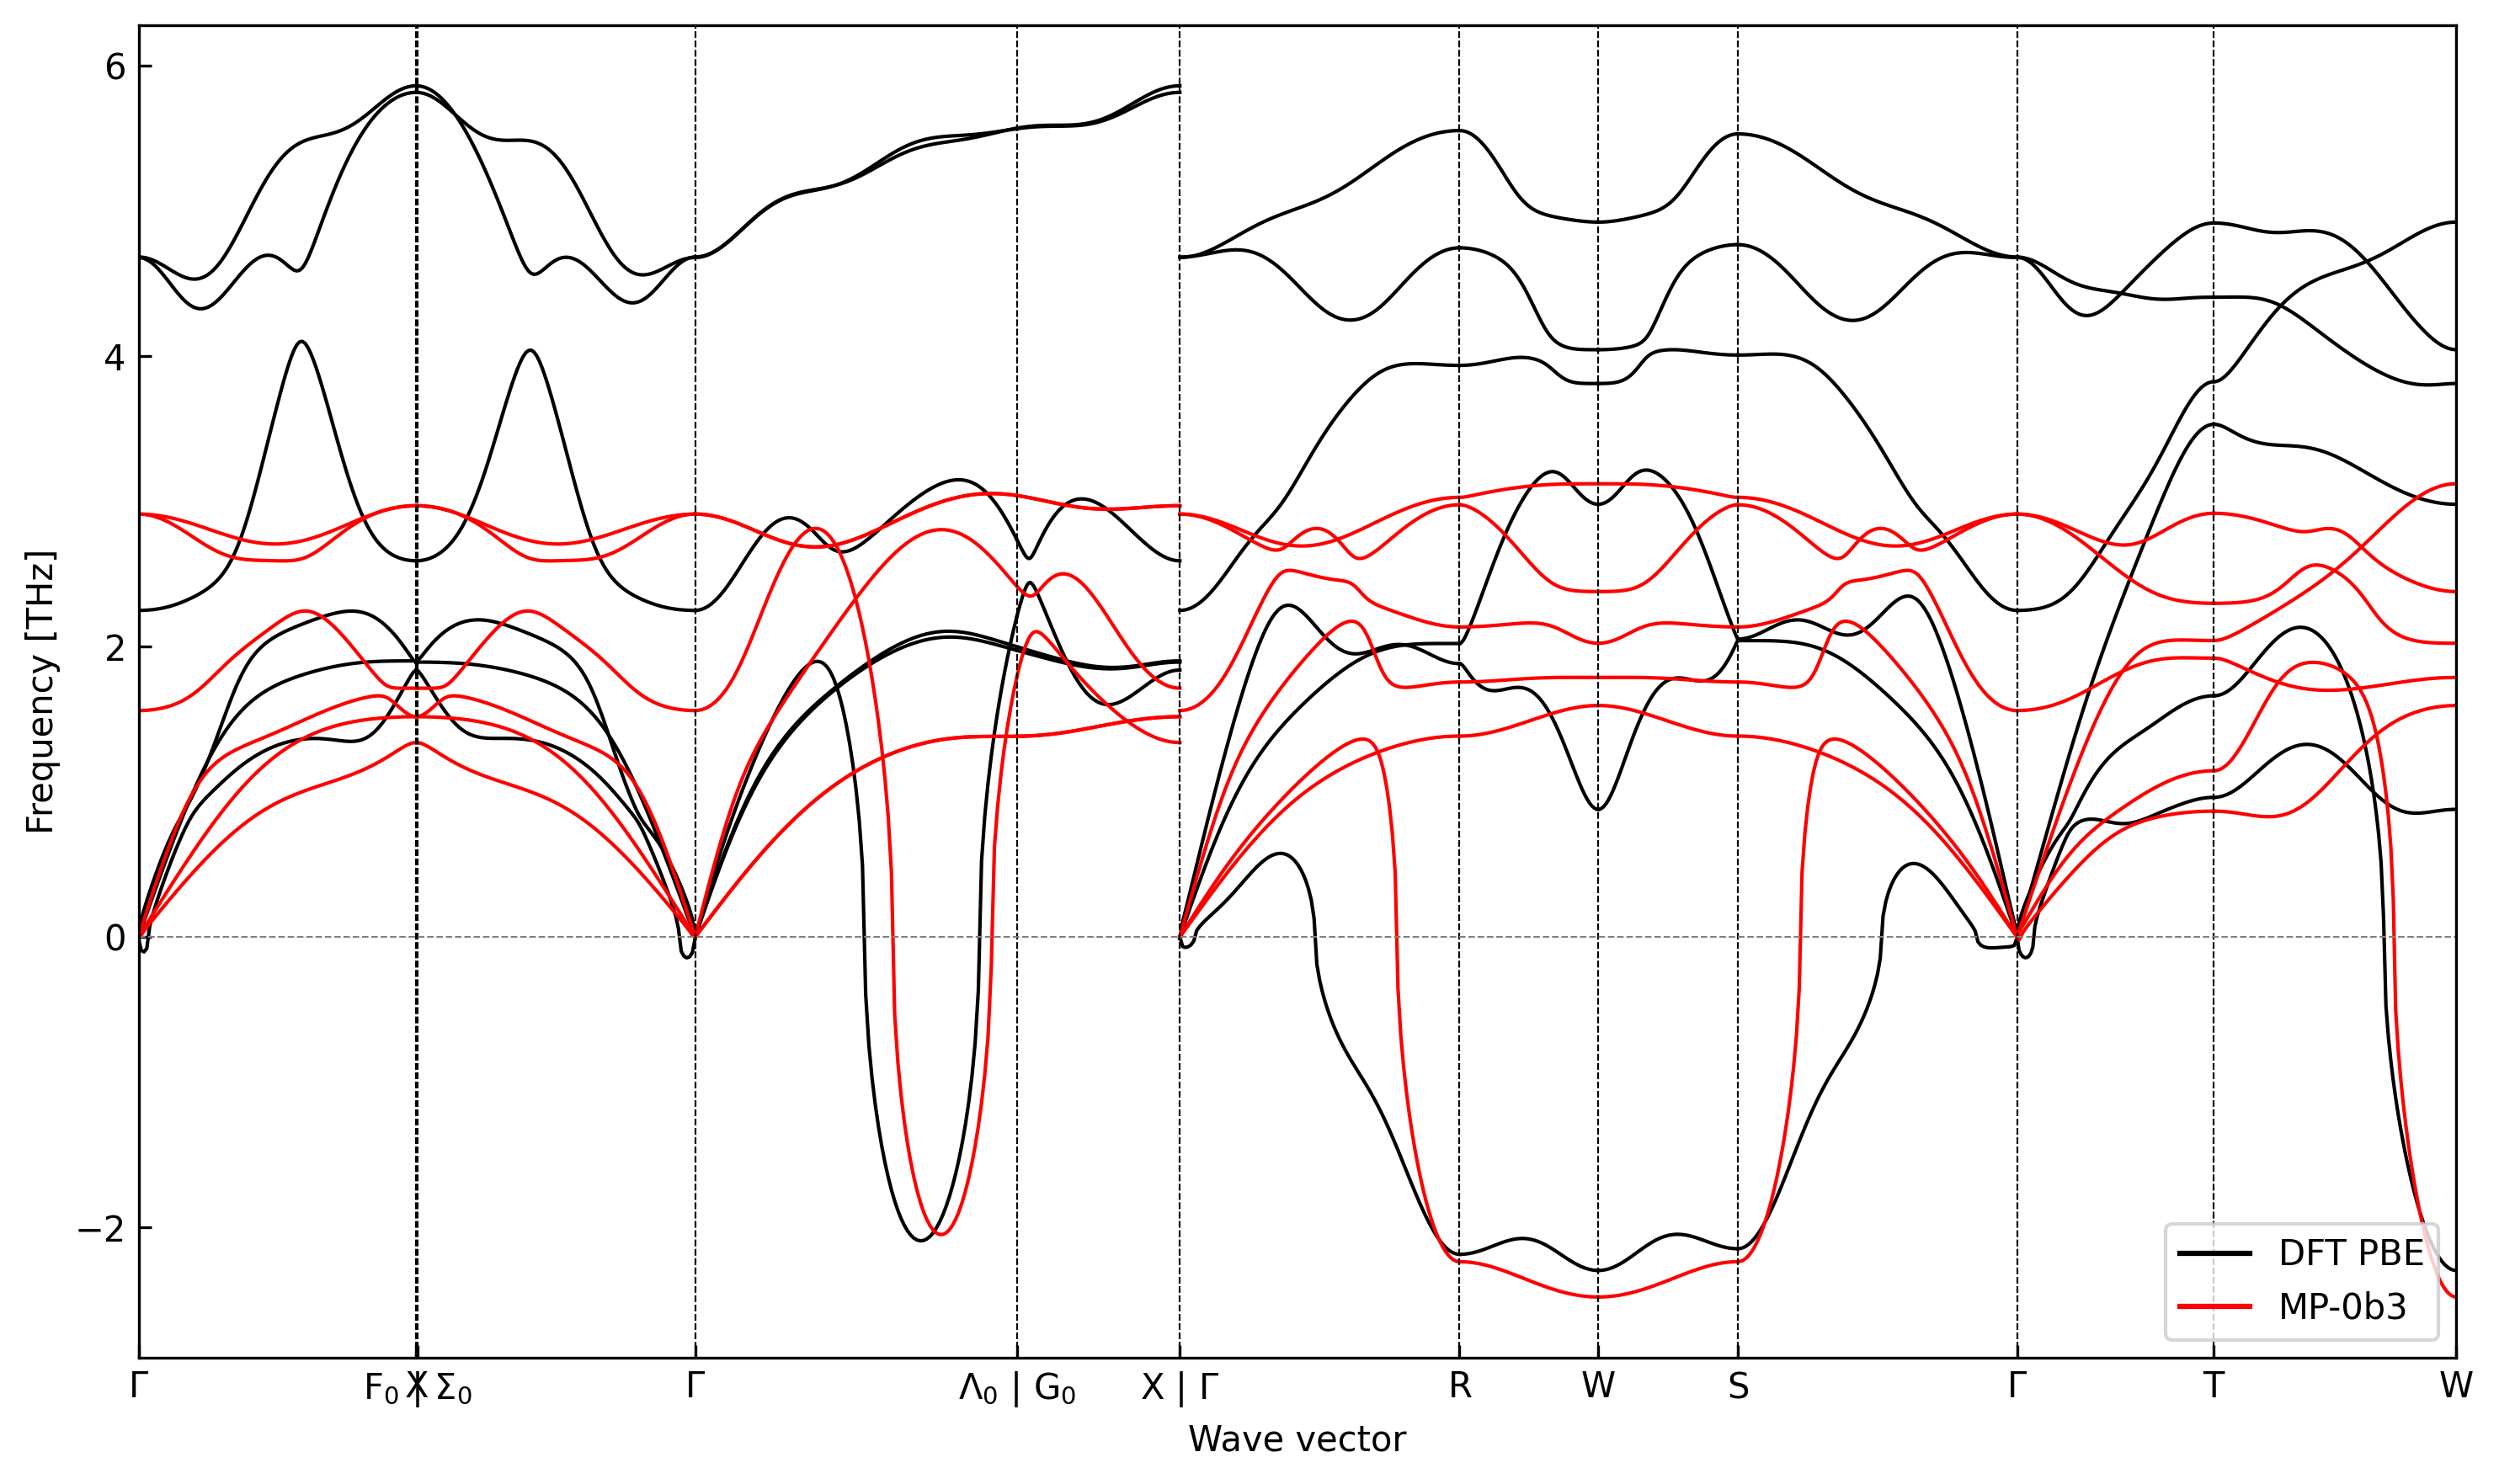 6
4
2
0
−2
Frequency [THz]
DFT PBE
MP-0b3
Γ F₀ X | Σ₀ Γ Λ₀ | G₀ X | Γ R W S Γ T W
Wave vector